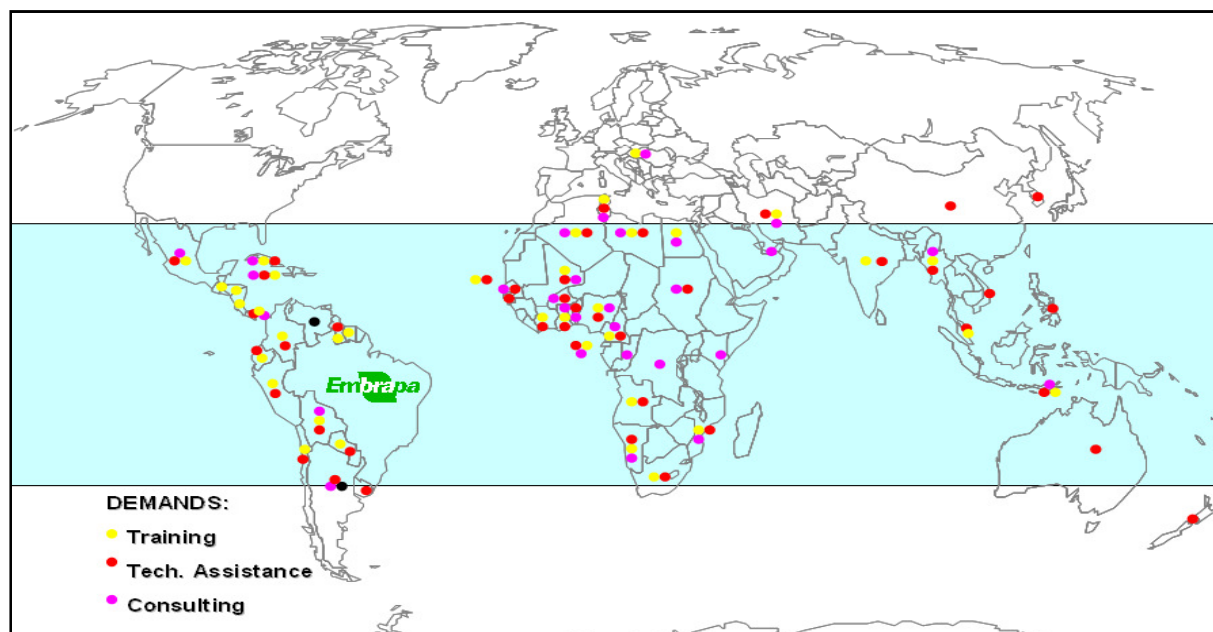 Embrapa
DEMANDS:
Training
Tech. Assistance
Consulting